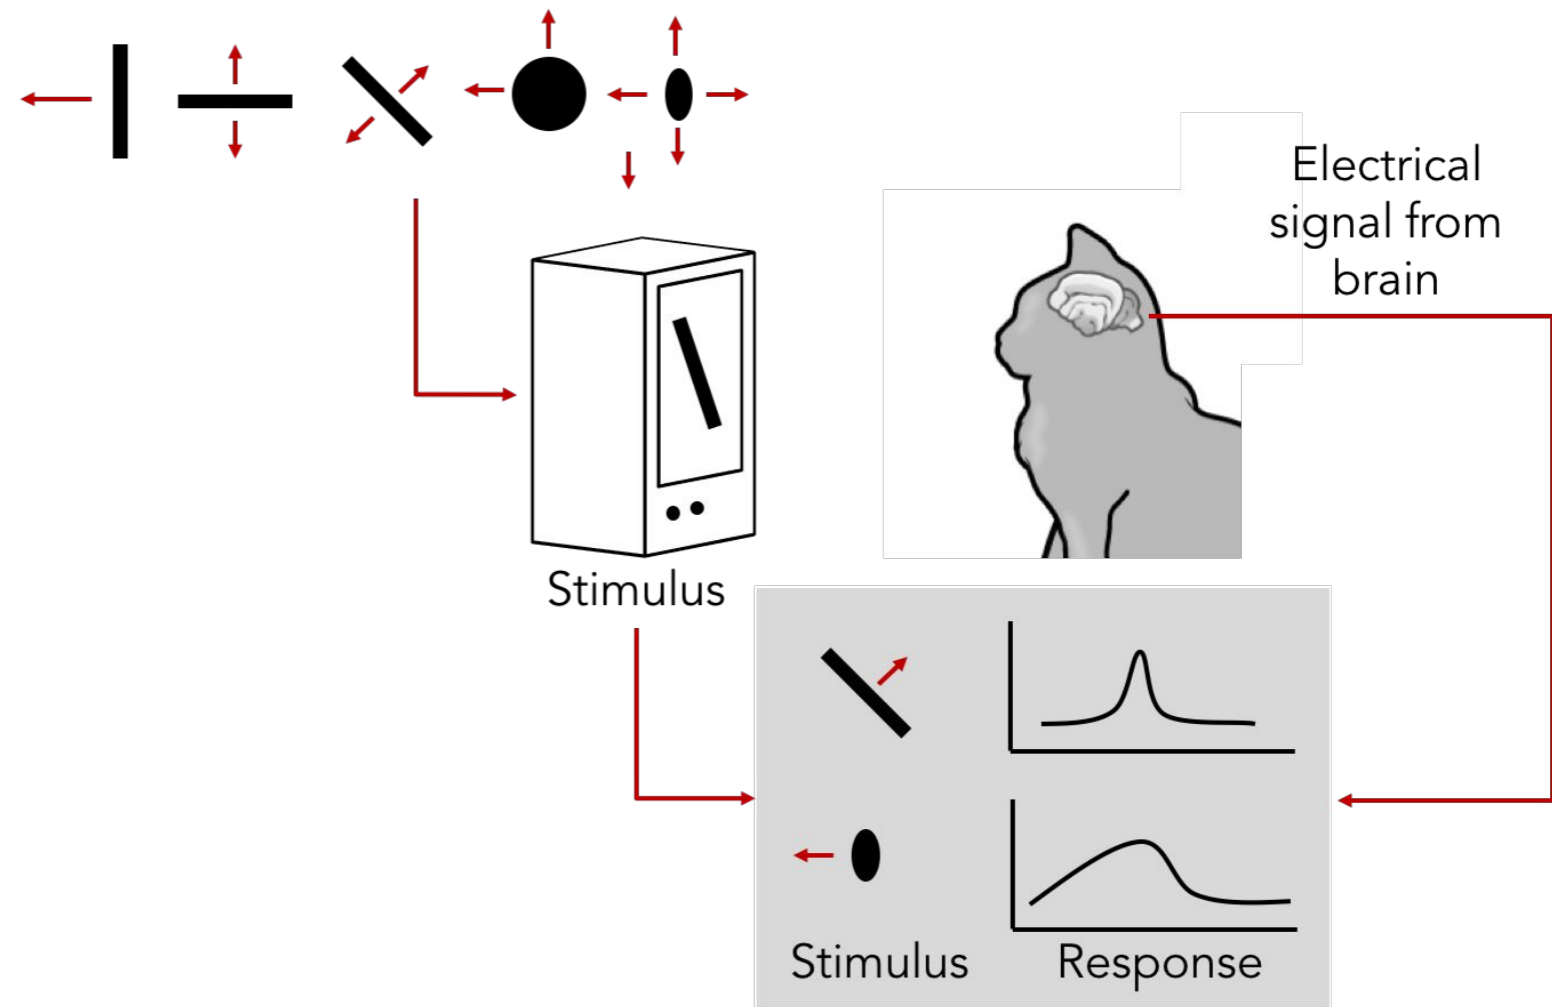 Electrical
signal from
brain
Stimulus
Stimulus
Response